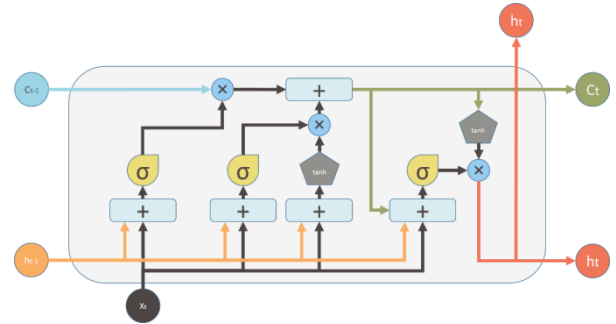 hₜ
Cₜ₋₁
×
+
Cₜ
×
tanh
σ
σ
tanh
σ
×
+
+
+
+
hₜ₋₁
hₜ
Xₜ